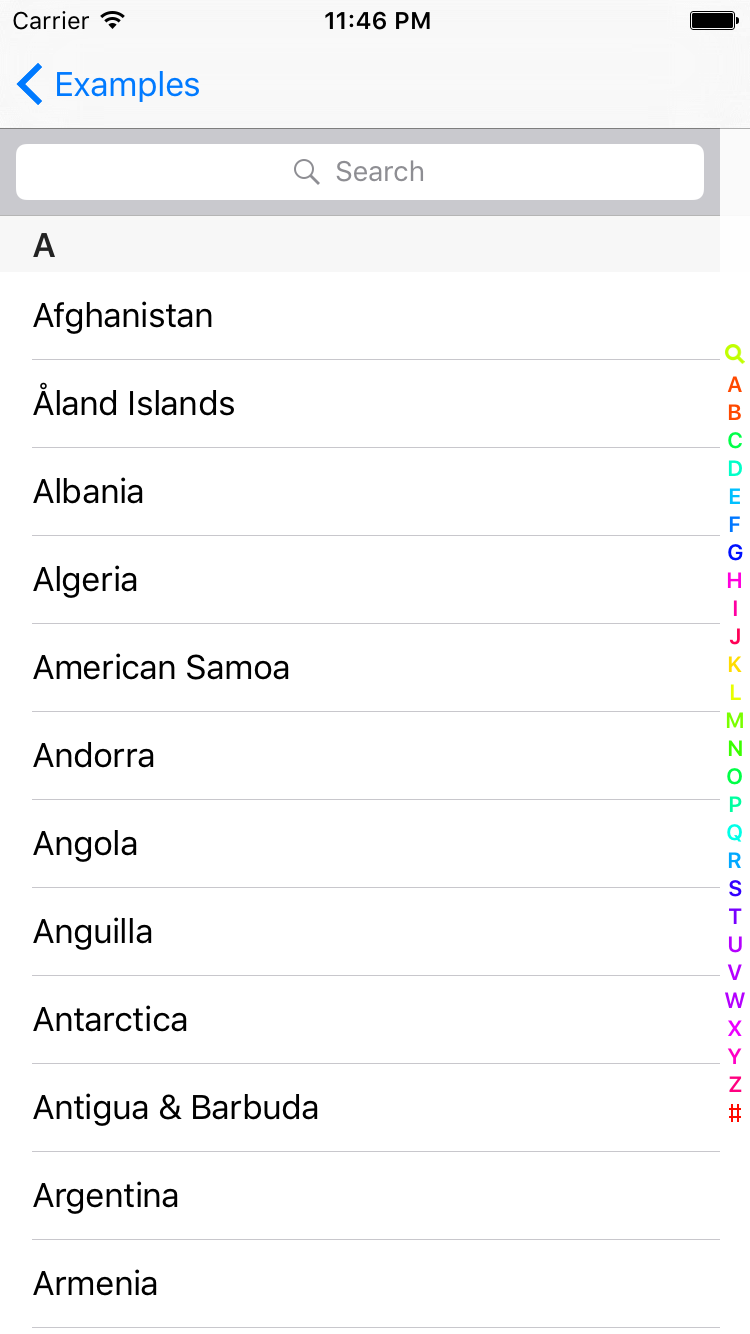 Carrier 11:46 PM
Examples
Search
A
Afghanistan
Åland Islands
Albania
Algeria
American Samoa
Andorra
Angola
Anguilla
Antarctica
Antigua & Barbuda
Argentina
Armenia
A
B
C
D
E
F
G
H
I
J
K
L
M
N
O
P
Q
R
S
T
U
V
W
X
Y
Z
#